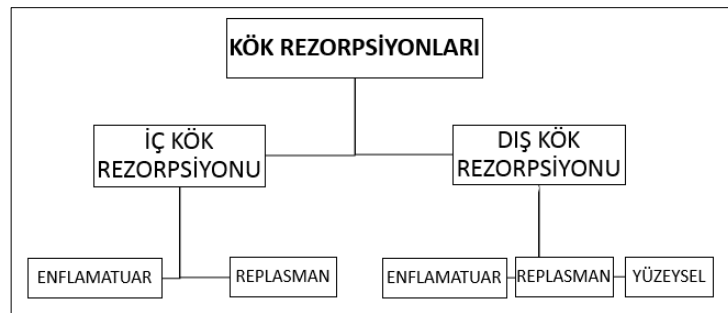 KÖK REZORPSİYONLARI
İÇ KÖK
REZORPSİYONU
DIŞ KÖK
REZORPSİYONU
ENFLAMATUAR
REPLASMAN
ENFLAMATUAR
REPLASMAN
YÜZEYSEL